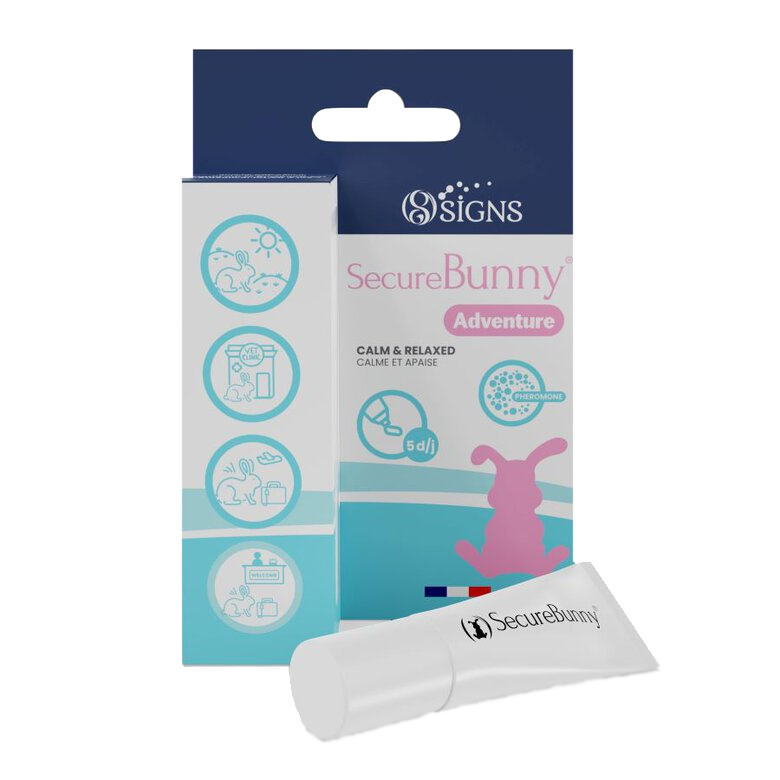 SIGNS
SecureBunny®
Adventure
CALM & RELAXED
CALME ET APAISE
PHEROMONE
5 d/j
VET
CLINIC
WELCOME
SecureBunny®